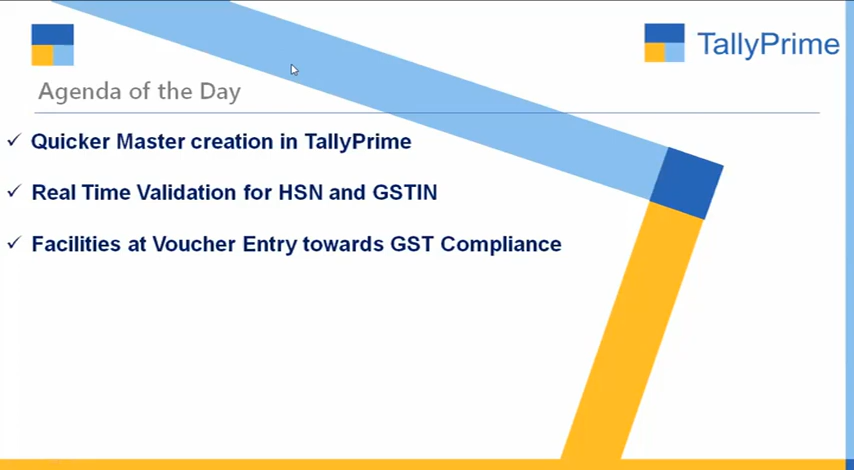 TallyPrime
Agenda of the Day
✓ Quicker Master creation in TallyPrime
✓ Real Time Validation for HSN and GSTIN
✓ Facilities at Voucher Entry towards GST Compliance